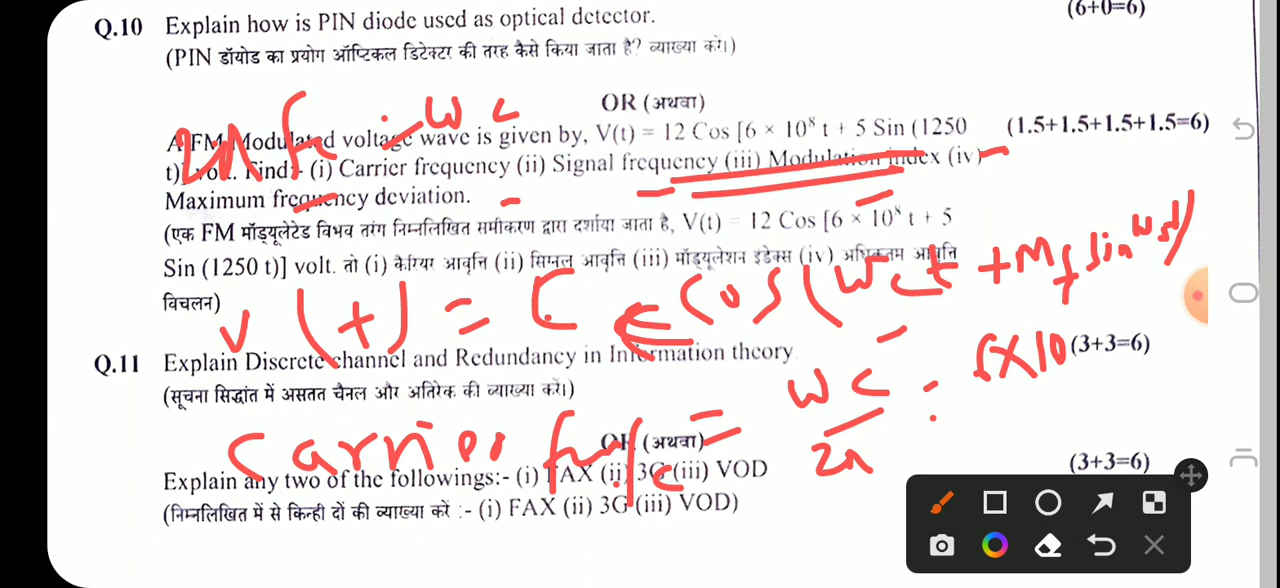 (6+0=6)
Q.10 Explain how is PIN diode used as optical detector.
(PIN डॉयोड का प्रयोग ऑप्टिकल डिटेक्टर की तरह कैसे किया जाता है? व्याख्या करें।)
OR (अथवा)
A FM Modulated voltage wave is given by, V(t) = 12 Cos [6 × 10⁸ t + 5 Sin (1250 (1.5+1.5+1.5+1.5=6)
t)] volt. Find:- (i) Carrier frequency (ii) Signal frequency (iii) Modulation index (iv)
Maximum frequency deviation.
(एक FM मॉड्यूलेटेड विभव तरंग निम्नलिखित समीकरण द्वारा दर्शाया जाता है, V(t) = 12 Cos [6 × 10⁸ t + 5
Sin (1250 t)] volt. तो (i) कैरियर आवृत्ति (ii) सिग्नल आवृत्ति (iii) मॉड्यूलेशन इंडेक्स (iv) अधिकतम आवृत्ति
विचलन)
v(t) = Cos(Wct + Mf sin
Q.11 Explain Discrete channel and Redundancy in Information theory (3+3=6)
(सूचना सिद्धांत में असतत चैनल और अतिरेक की व्याख्या करें।)
Wc/2π
OR (अथवा)
Explain any two of the followings:- (i) FAX (ii) 3G (iii) VOD (3+3=6)
(निम्नलिखित में से किन्ही दों की व्याख्या करें :- (i) FAX (ii) 3G (iii) VOD)